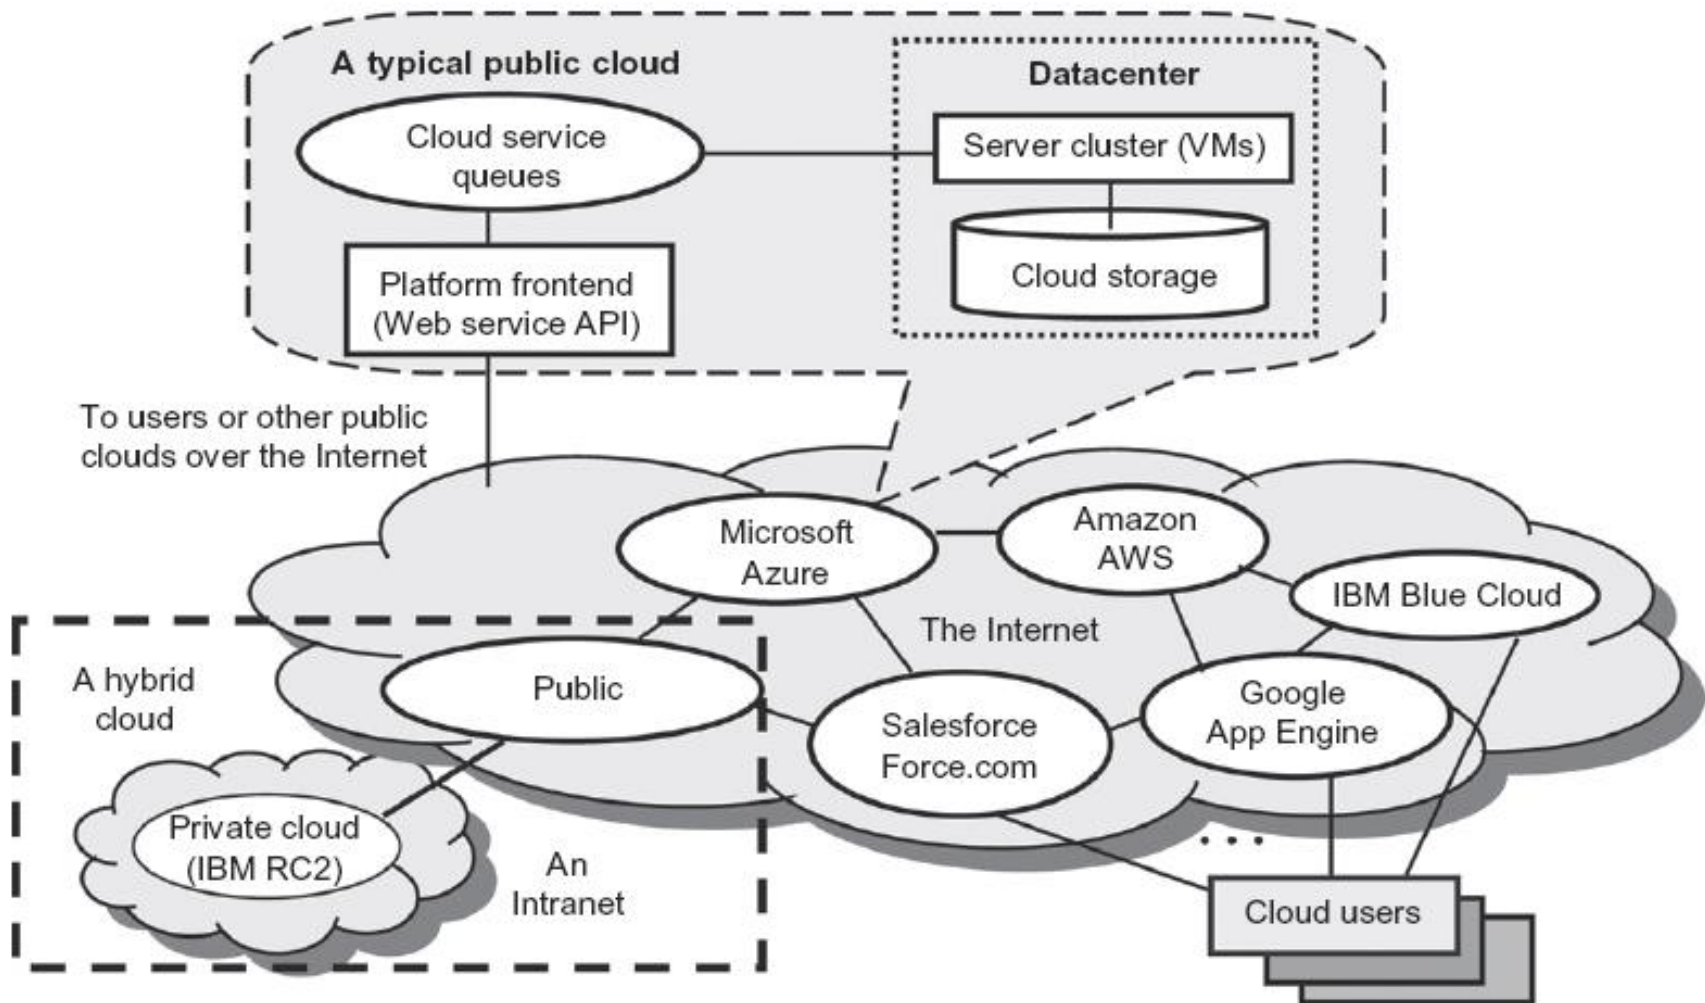 A typical public cloud
Datacenter
Cloud service
queues
Server cluster (VMs)
Platform frontend
(Web service API)
Cloud storage
To users or other public
clouds over the Internet
Microsoft
Azure
Amazon
AWS
IBM Blue Cloud
The Internet
A hybrid
cloud
Public
Salesforce
Force.com
Google
App Engine
Private cloud
(IBM RC2)
An
Intranet
. . .
Cloud users